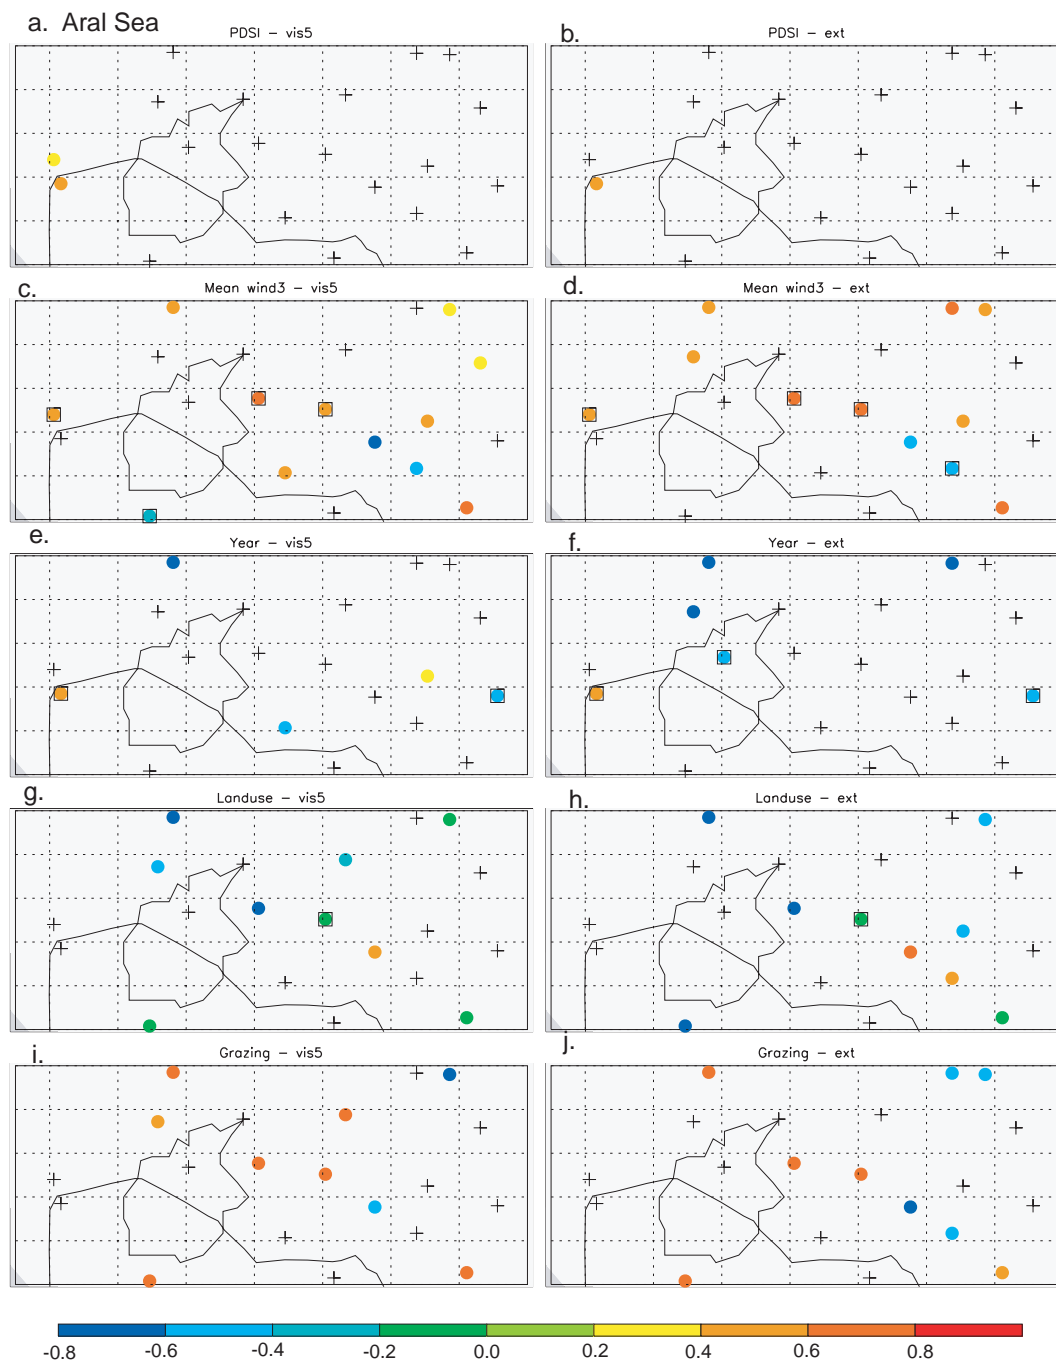 a. Aral Sea
PDSI – vis5
b.
PDSI – ext
c.
Mean wind3 – vis5
d.
Mean wind3 – ext
e.
Year – vis5
f.
Year – ext
g.
Landuse – vis5
h.
Landuse – ext
i.
Grazing – vis5
j.
Grazing – ext
-0.8 -0.6 -0.4 -0.2 0.0 0.2 0.4 0.6 0.8